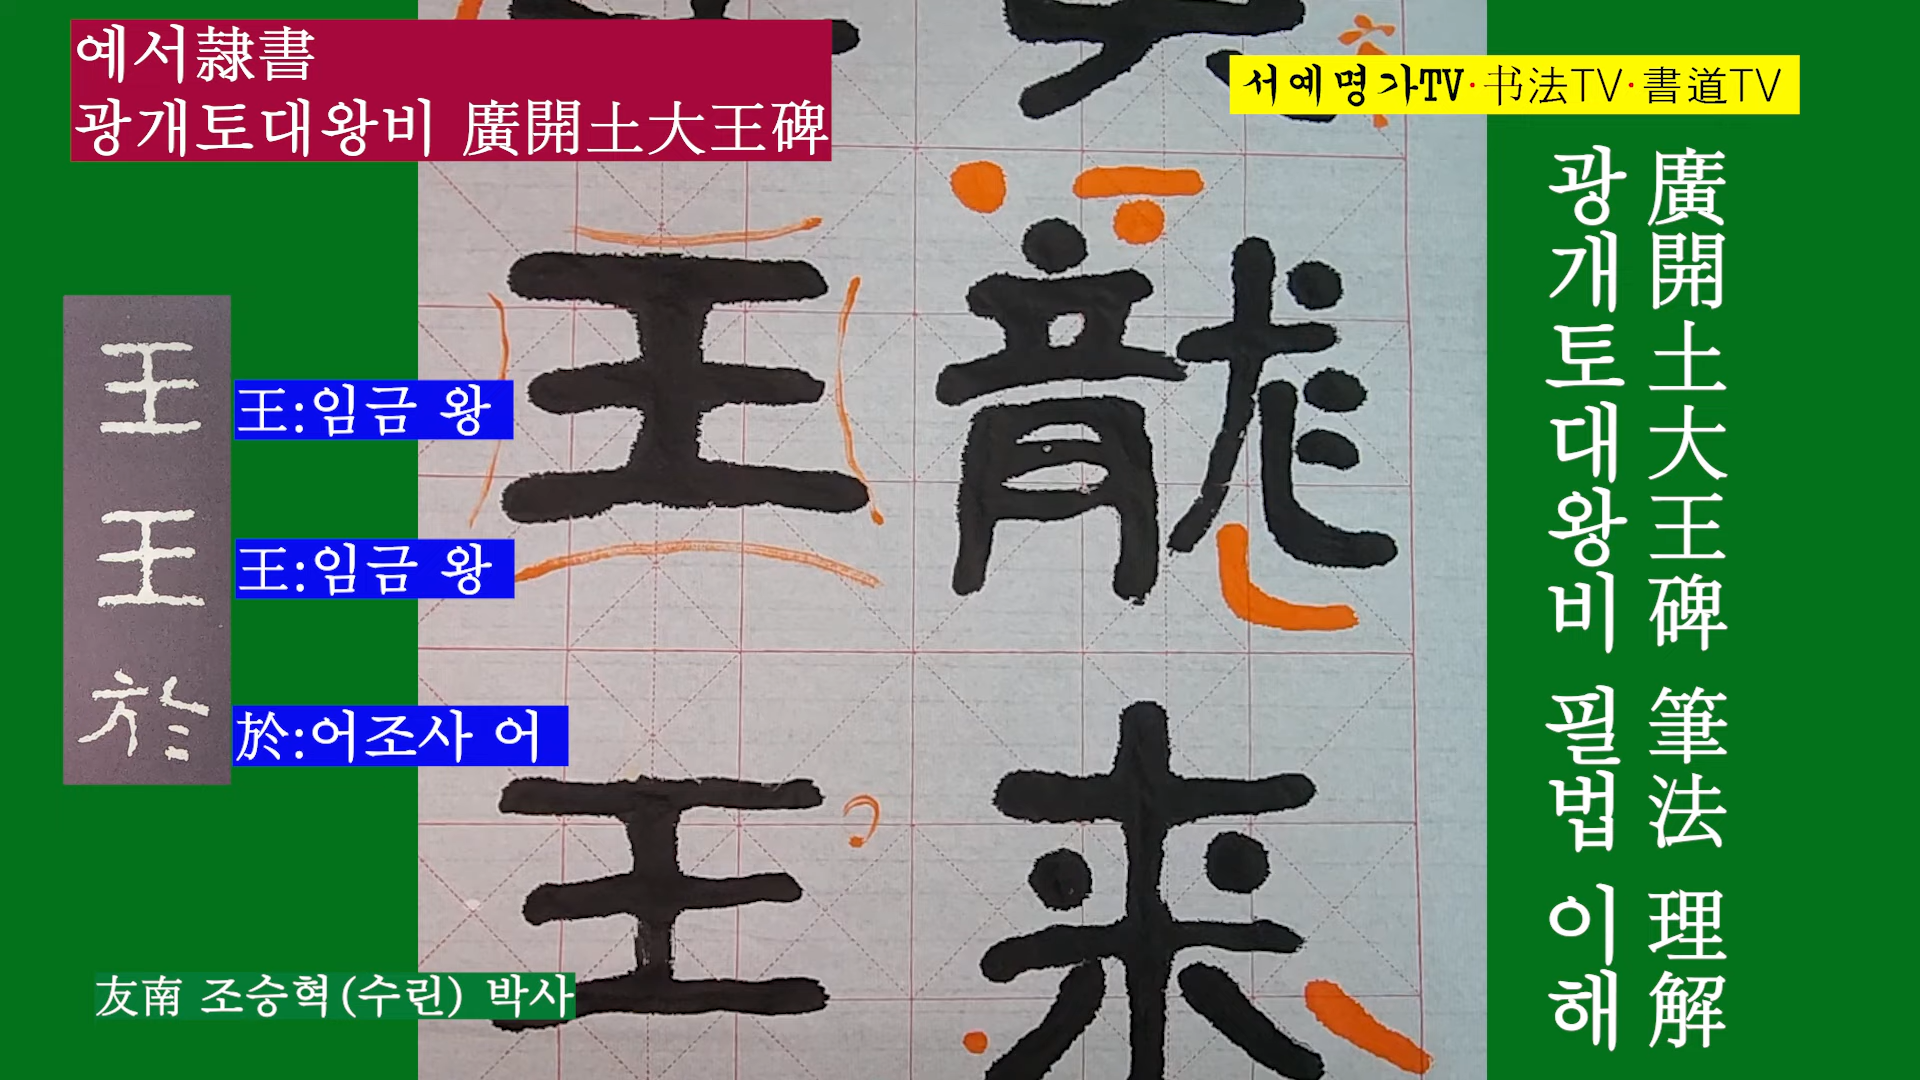 예서隸書
광개토대왕비 廣開土大王碑
서예명가TV·书法TV·書道TV
廣開土大王碑 筆法 理解
광개토대왕비 필법 이해
龍
来
王
王
王
王
於
王:임금 왕
王:임금 왕
於:어조사 어
友南 조승혁(수린) 박사